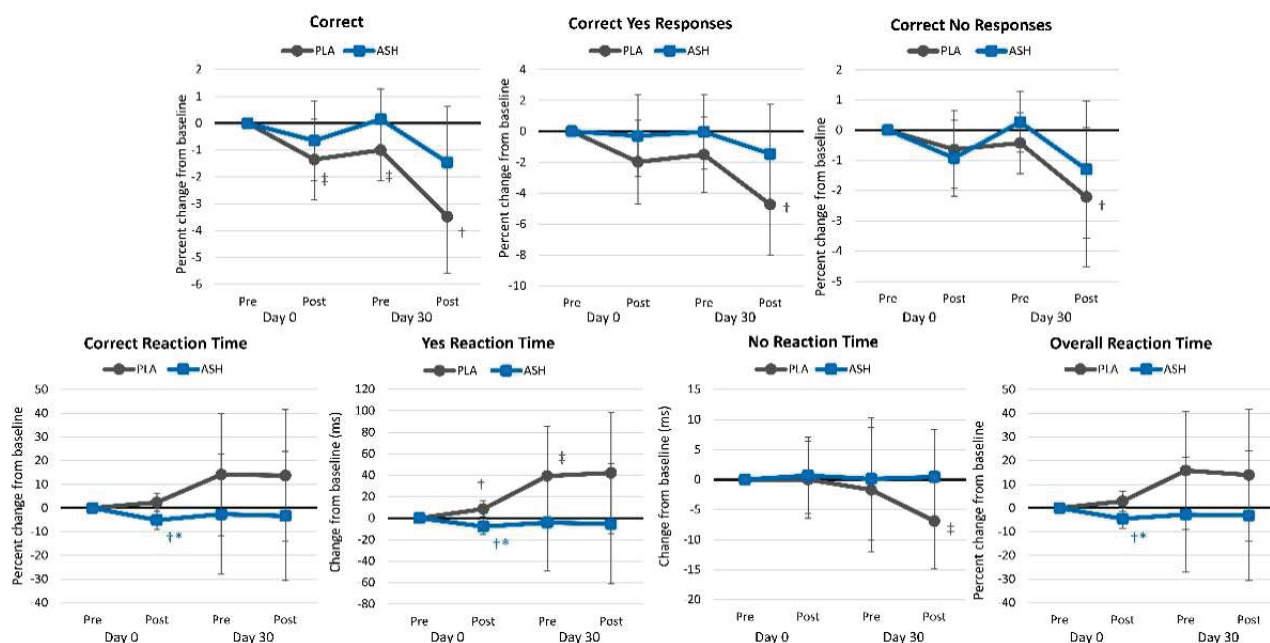 Correct
PLA ASH
Percent change from baseline
2
1
0
-1
-2
-3
-4
-5
-6
‡
‡
†
Pre Post Pre Post
Day 0 Day 30
Correct Yes Responses
PLA ASH
Percent change from baseline
4
2
0
-2
-4
-6
-8
-10
†
Pre Post Pre Post
Day 0 Day 30
Correct No Responses
PLA ASH
Percent change from baseline
2
1
0
-1
-2
-3
-4
-5
†
Pre Post Pre Post
Day 0 Day 30
Correct Reaction Time
PLA ASH
Percent change from baseline
50
40
30
20
10
0
-10
-20
-30
-40
†*
Pre Post Pre Post
Day 0 Day 30
Yes Reaction Time
PLA ASH
Change from baseline (ms)
120
100
80
60
40
20
0
-20
-40
-60
-80
†
‡
†*
Pre Post Pre Post
Day 0 Day 30
No Reaction Time
PLA ASH
Change from baseline (ms)
15
10
5
0
-5
-10
-15
-20
‡
Pre Post Pre Post
Day 0 Day 30
Overall Reaction Time
PLA ASH
Percent change from baseline
50
40
30
20
10
0
-10
-20
-30
-40
†*
Pre Post Pre Post
Day 0 Day 30